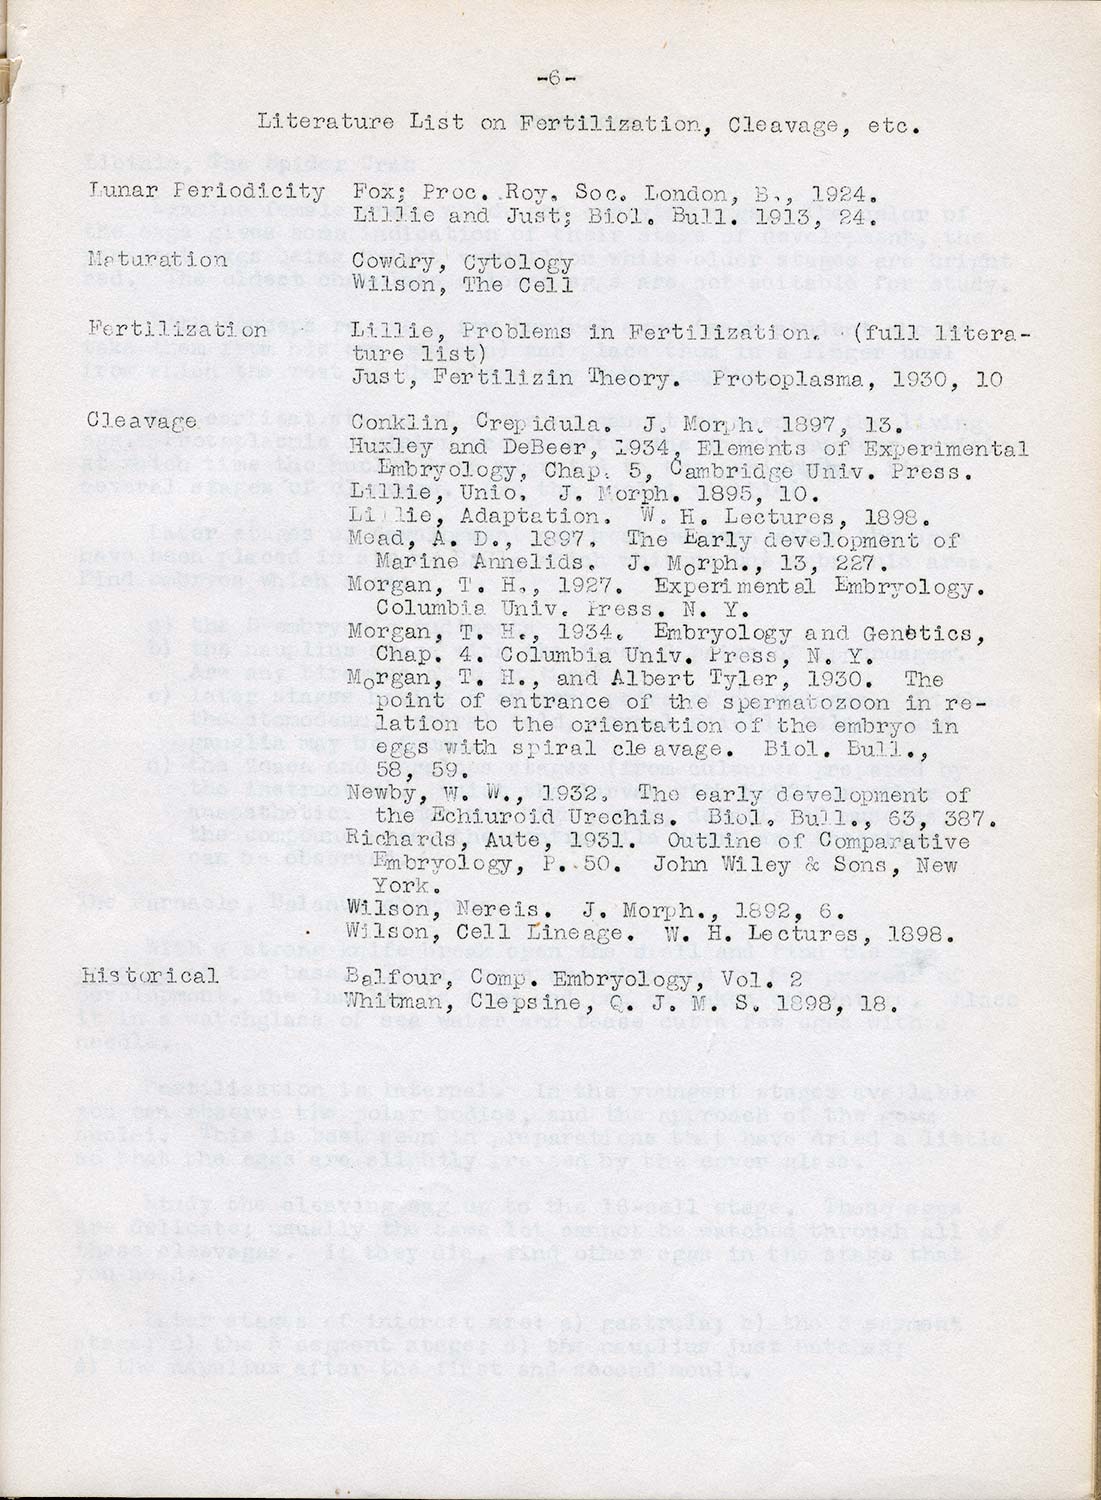 -6-
Literature List on Fertilization, Cleavage, etc.
Lunar Periodicity Fox; Proc. Roy. Soc. London, B., 1924.
Lillie and Just; Biol. Bull. 1913, 24.
Maturation Cowdry, Cytology
Wilson, The Cell
Fertilization Lillie, Problems in Fertilization. (full litera-
ture list)
Just, Fertilizin Theory. Protoplasma, 1930, 10
Cleavage Conklin, Crepidula. J. Morph. 1897, 13.
Huxley and DeBeer, 1934, Elements of Experimental
Embryology, Chap. 5, Cambridge Univ. Press.
Lillie, Unio. J. Morph. 1895, 10.
Lillie, Adaptation. W. H. Lectures, 1898.
Mead, A. D., 1897. The Early development of
Marine Annelids. J. Morph., 13, 227.
Morgan, T. H., 1927. Experimental Embryology.
Columbia Univ. Press. N. Y.
Morgan, T. H., 1934. Embryology and Genetics,
Chap. 4. Columbia Univ. Press, N. Y.
Morgan, T. H., and Albert Tyler, 1930. The
point of entrance of the spermatozoon in re-
lation to the orientation of the embryo in
eggs with spiral cleavage. Biol. Bull.,
58, 59.
Newby, W. W., 1932. The early development of
the Echiuroid Urechis. Biol. Bull., 63, 387.
Richards, Aute, 1931. Outline of Comparative
Embryology, P. 50. John Wiley & Sons, New
York.
Wilson, Nereis. J. Morph., 1892, 6.
Wilson, Cell Lineage. W. H. Lectures, 1898.
Historical Balfour, Comp. Embryology, Vol. 2
Whitman, Clepsine, Q. J. M. S. 1898, 18.